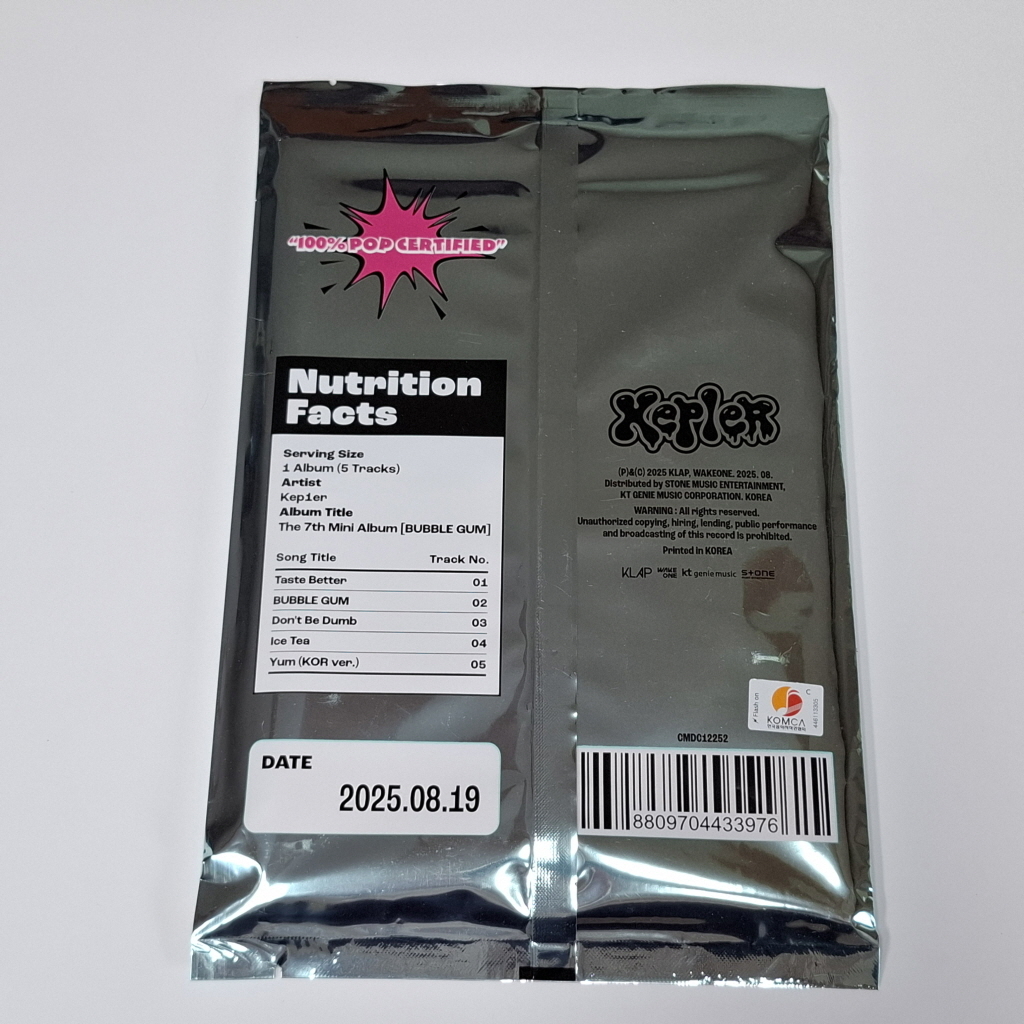 "100% POP CERTIFIED"
Nutrition
Facts
Serving Size
1 Album (5 Tracks)
Artist
Kep1er
Album Title
The 7th Mini Album [BUBBLE GUM]
Song Title Track No.
Taste Better 01
BUBBLE GUM 02
Don't Be Dumb 03
Ice Tea 04
Yum (KOR ver.) 05
DATE
2025.08.19
Kep1er
(P)&(C) 2025 KLAP, WAKEONE. 2025. 08.
Distributed by STONE MUSIC ENTERTAINMENT,
KT GENIE MUSIC CORPORATION. KOREA
WARNING : All rights reserved.
Unauthorized copying, hiring, lending, public performance
and broadcasting of this record is prohibited.
Printed in KOREA
KLAP WAKE ONE kt genie music STONE
Flash on
C
KOMCA
CMDC12252
8809704433976